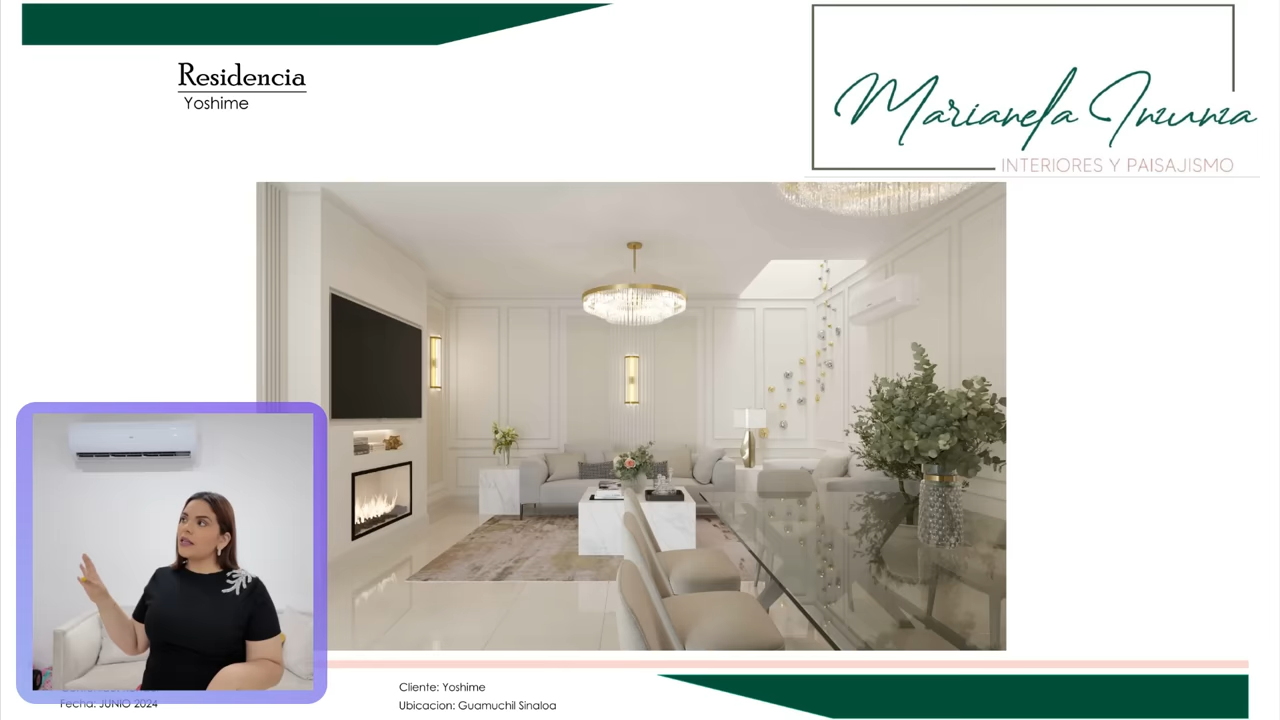 Residencia
Yoshime
Marianela Inzunza
INTERIORES Y PAISAJISMO
Cliente: Yoshime
Fecha: JUNIO 2024
Ubicacion: Guamuchil Sinaloa